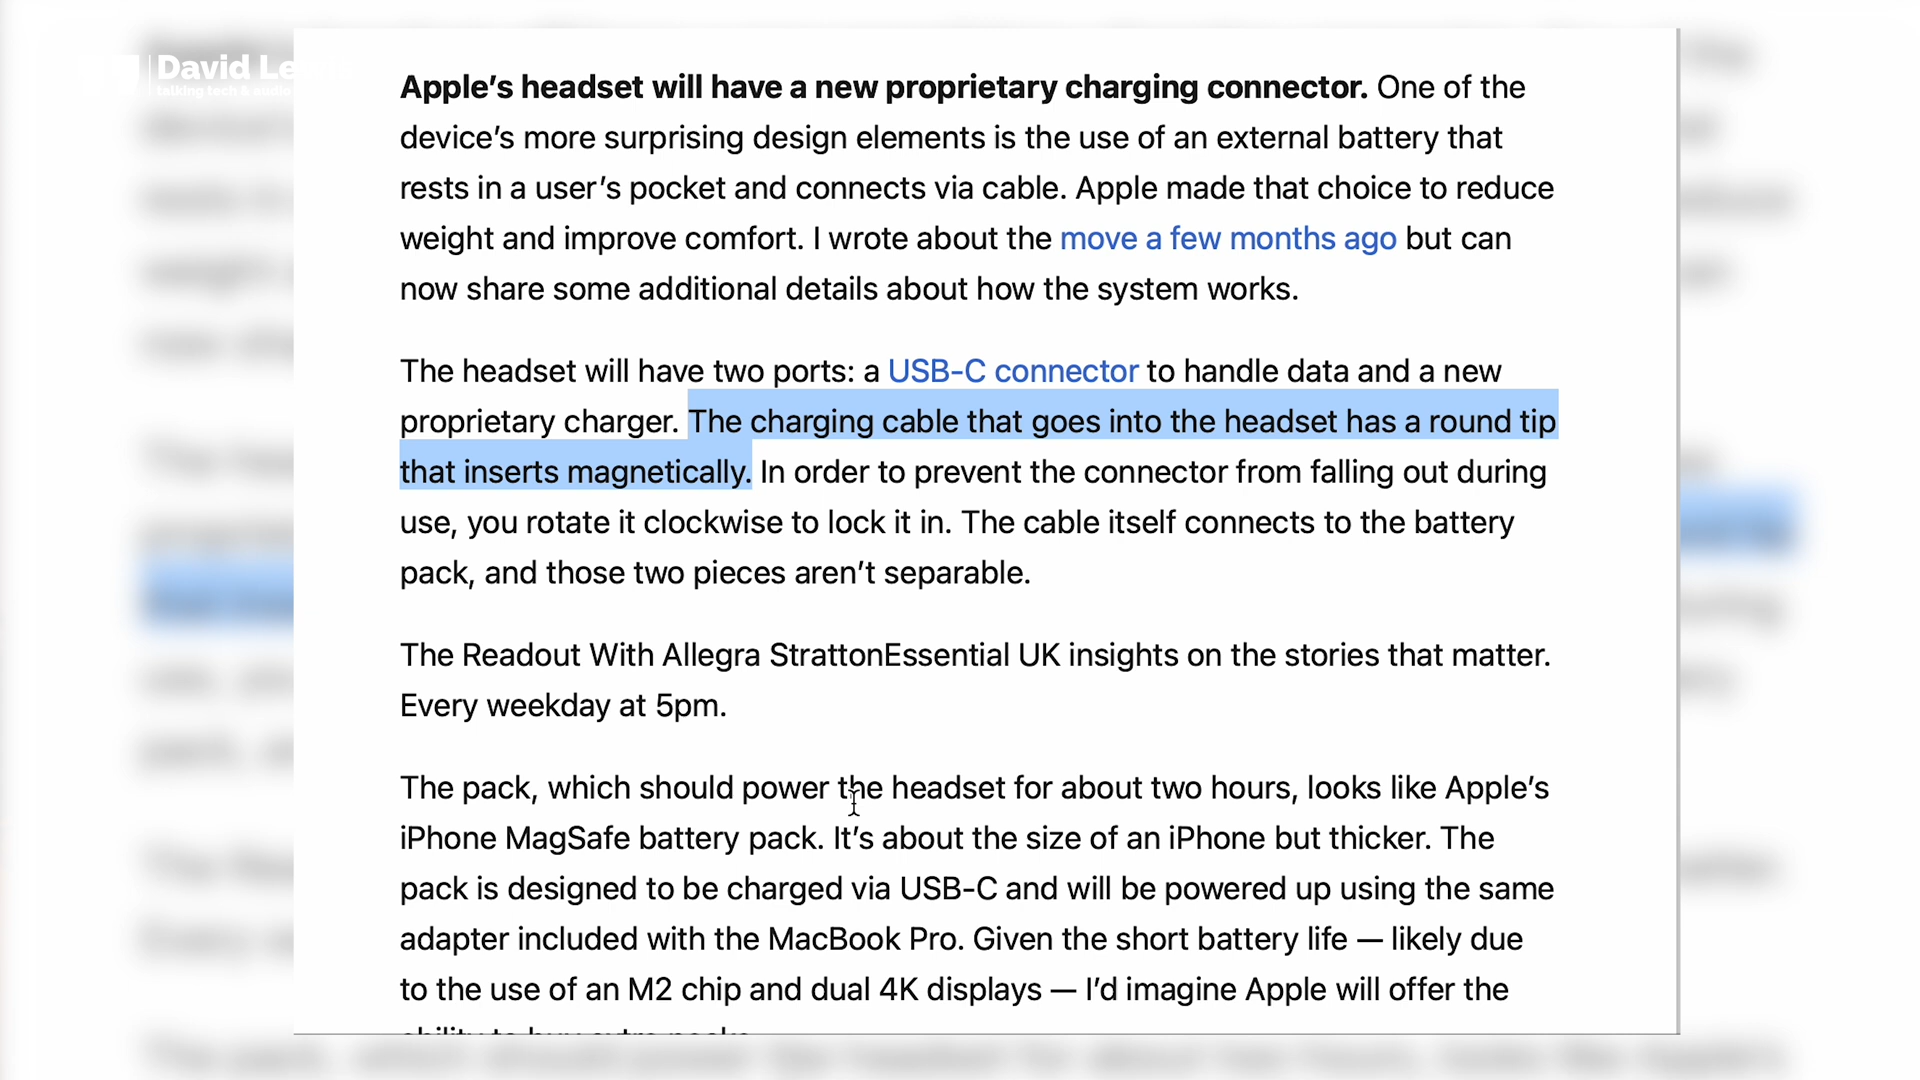 David Le
talking tech & audio
Apple’s headset will have a new proprietary charging connector. One of the
device’s more surprising design elements is the use of an external battery that
rests in a user’s pocket and connects via cable. Apple made that choice to reduce
weight and improve comfort. I wrote about the move a few months ago but can
now share some additional details about how the system works.
The headset will have two ports: a USB-C connector to handle data and a new
proprietary charger. The charging cable that goes into the headset has a round tip
that inserts magnetically. In order to prevent the connector from falling out during
use, you rotate it clockwise to lock it in. The cable itself connects to the battery
pack, and those two pieces aren’t separable.
The Readout With Allegra StrattonEssential UK insights on the stories that matter.
Every weekday at 5pm.
The pack, which should power the headset for about two hours, looks like Apple’s
iPhone MagSafe battery pack. It’s about the size of an iPhone but thicker. The
pack is designed to be charged via USB-C and will be powered up using the same
adapter included with the MacBook Pro. Given the short battery life — likely due
to the use of an M2 chip and dual 4K displays — I’d imagine Apple will offer the
ability to buy extra packs